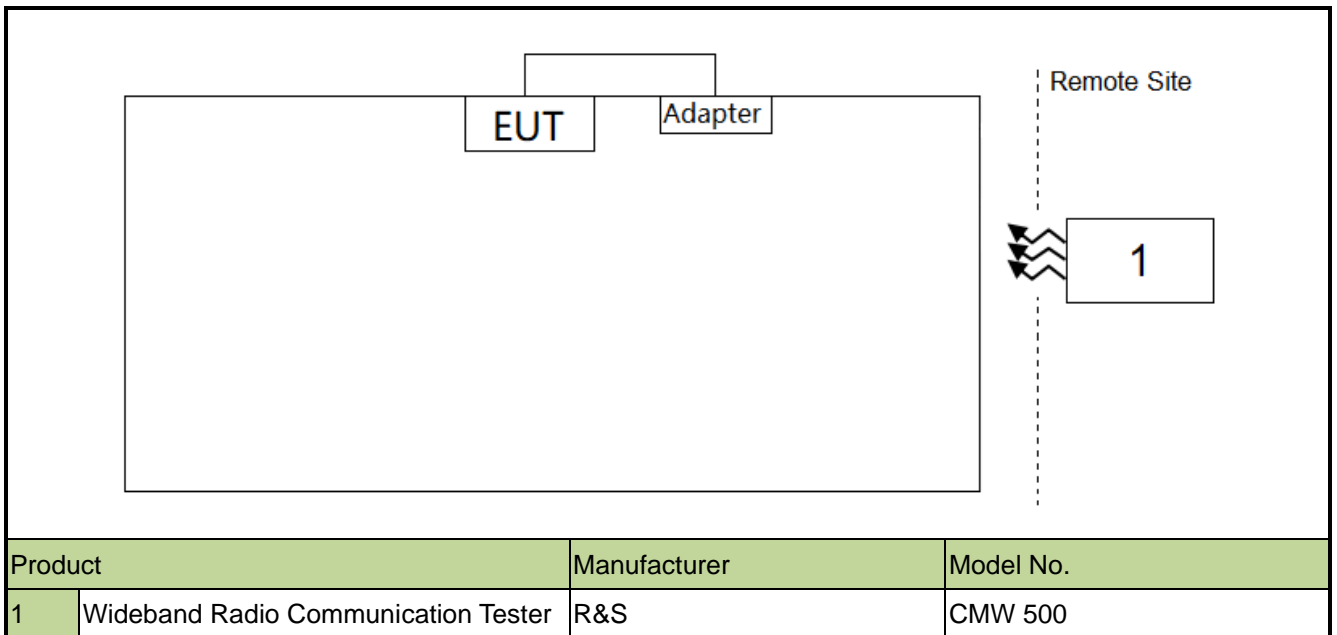 Remote Site
EUT
Adapter
1
Product Manufacturer Model No.
1 Wideband Radio Communication Tester R&S CMW 500